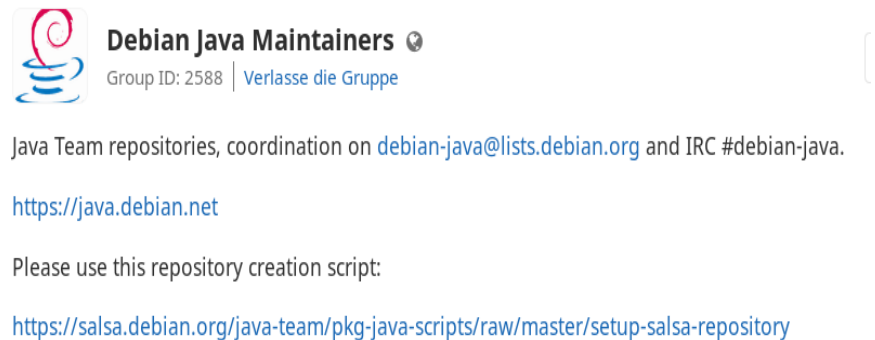 Debian Java Maintainers
Group ID: 2588 Verlasse die Gruppe
Java Team repositories, coordination on debian-java@lists.debian.org and IRC #debian-java.
https://java.debian.net
Please use this repository creation script:
https://salsa.debian.org/java-team/pkg-java-scripts/raw/master/setup-salsa-repository